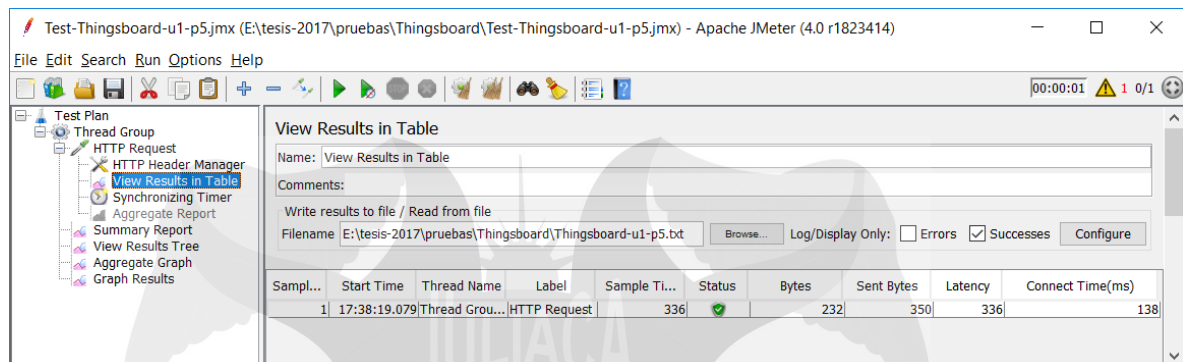 Test-Thingsboard-u1-p5.jmx (E:\tesis-2017\pruebas\Thingsboard\Test-Thingsboard-u1-p5.jmx) - Apache JMeter (4.0 r1823414)
File Edit Search Run Options Help
00:00:01 1 0/1
Test Plan
Thread Group
HTTP Request
HTTP Header Manager
View Results in Table
Synchronizing Timer
Aggregate Report
Summary Report
View Results Tree
Aggregate Graph
Graph Results
View Results in Table
Name: View Results in Table
Comments:
Write results to file / Read from file
Filename E:\tesis-2017\pruebas\Thingsboard\Thingsboard-u1-p5.txt Browse... Log/Display Only: Errors Successes Configure
Sampl... Start Time Thread Name Label Sample Ti... Status Bytes Sent Bytes Latency Connect Time(ms)
1 17:38:19.079 Thread Grou... HTTP Request 336 232 350 336 138
JULIACA